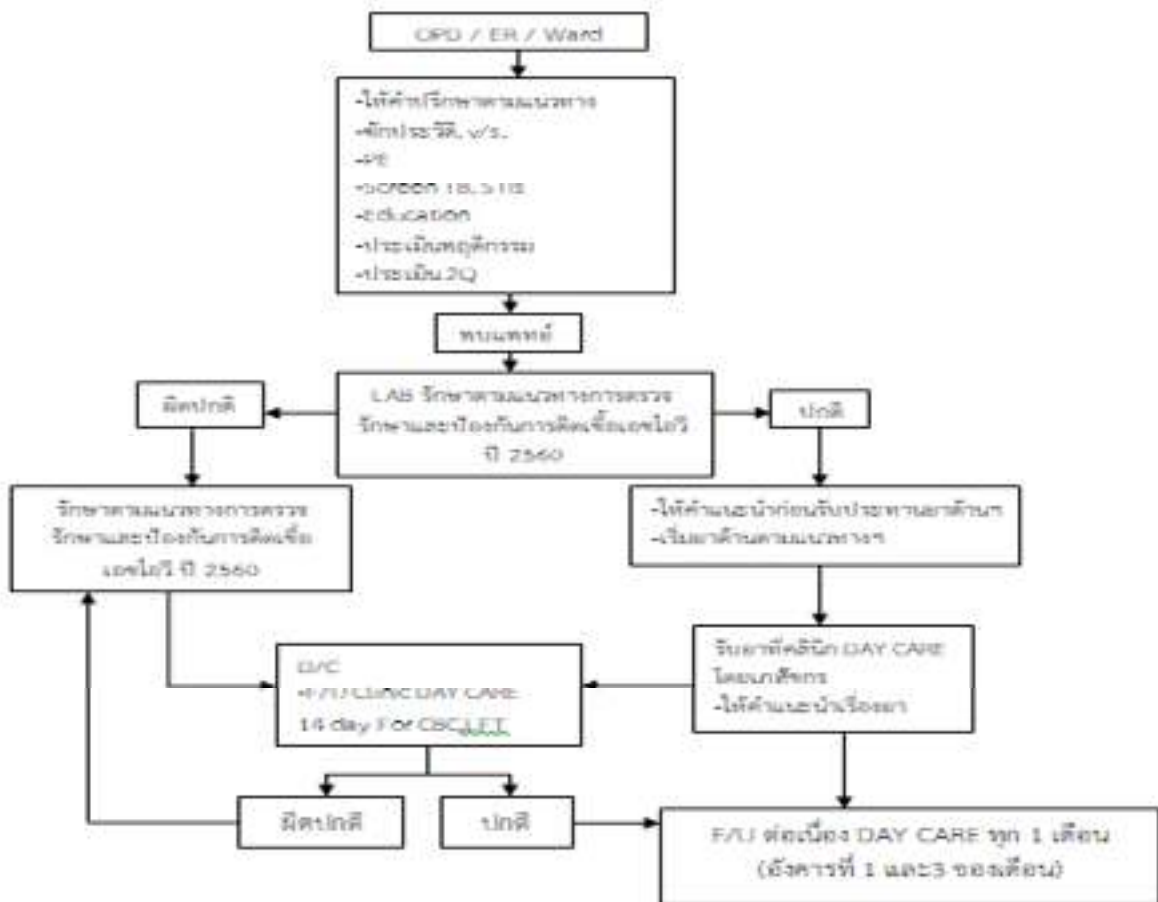 OPD / ER / Ward
-ให้คำปรึกษาตามแนวทาง
-ซักประวัติ, v/s,
-PE
-Screen TB, STIs
-Education
-ประเมินพฤติกรรม
-ประเมิน 2Q
พบแพทย์
LAB รักษาตามแนวทางการตรวจ
รักษาและป้องกันการติดเชื้อเอชไอวี
ปี 2560
ผิดปกติ
ปกติ
รักษาตามแนวทางการตรวจ
รักษาและป้องกันการติดเชื้อ
เอชไอวี ปี 2560
-ให้คำแนะนำก่อนรับประทานยาต้านฯ
-เริ่มยาต้านตามแนวทางฯ
รับยาที่คลินิก DAY CARE
โดยเภสัชกร
-ให้คำแนะนำเรื่องยา
D/C
-F/U Clinic DAY CARE
14 day For CBC,LFT
ผิดปกติ
ปกติ
F/U ต่อเนื่อง DAY CARE ทุก 1 เดือน
(อังคารที่ 1 และ3 ของเดือน)